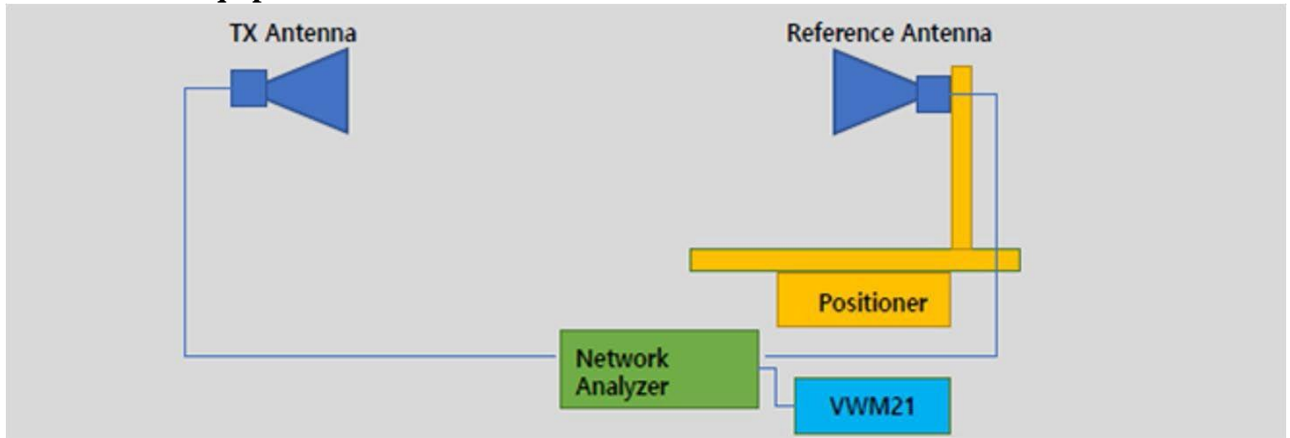 TX Antenna
Reference Antenna
Positioner
Network
Analyzer
VWM21